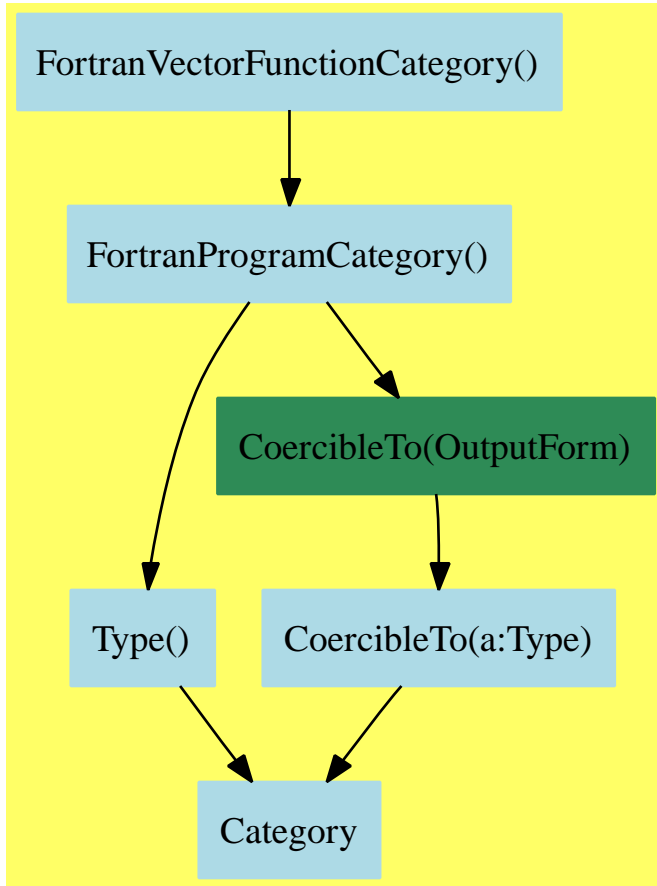 FortranVectorFunctionCategory()
FortranProgramCategory()
CoercibleTo(OutputForm)
Type()
CoercibleTo(a:Type)
Category